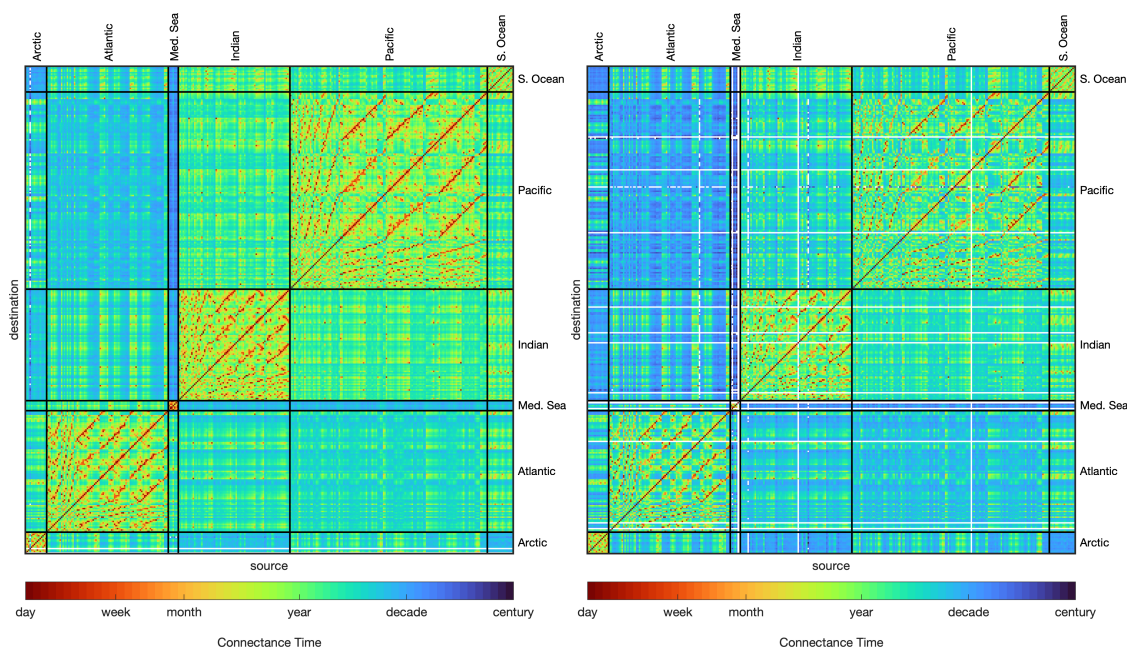 Arctic
Atlantic
Med. Sea
Indian
Pacific
S. Ocean
S. Ocean
Pacific
Indian
Med. Sea
Atlantic
Arctic
destination
source
day week month year decade century
Connectance Time
Arctic
Atlantic
Med. Sea
Indian
Pacific
S. Ocean
S. Ocean
Pacific
Indian
Med. Sea
Atlantic
Arctic
destination
source
day week month year decade century
Connectance Time